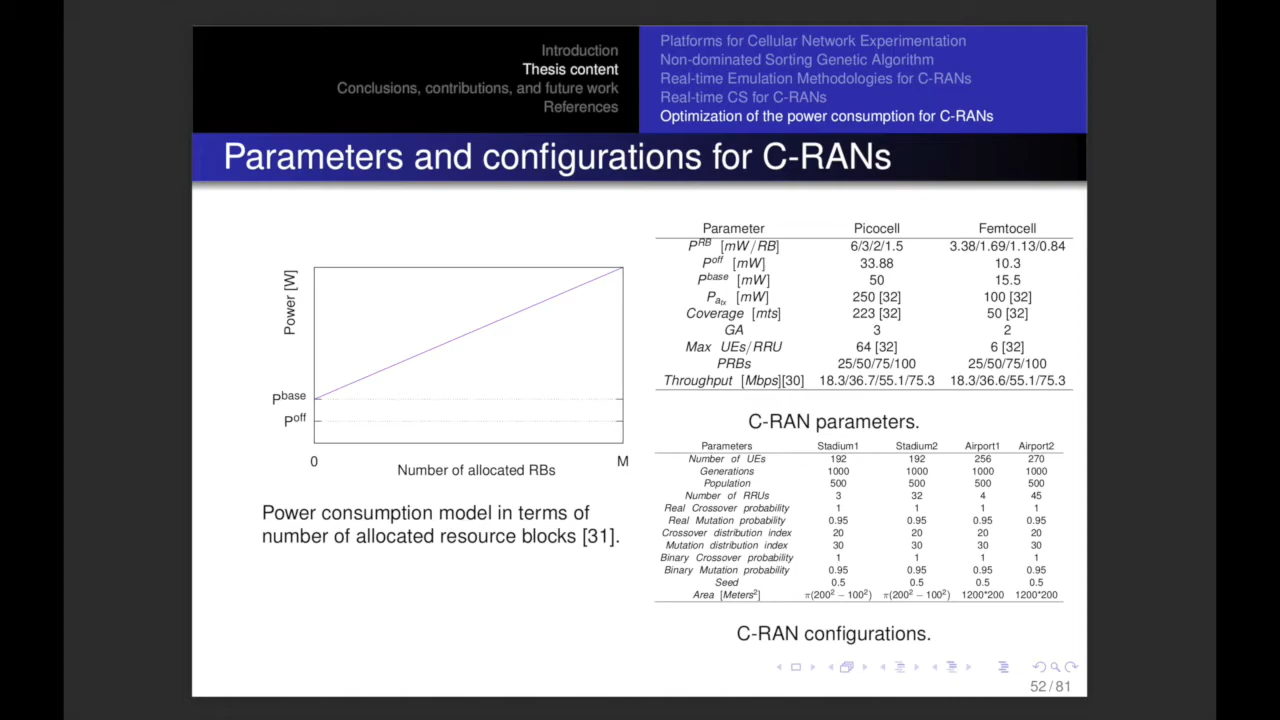 Introduction
Thesis content
Conclusions, contributions, and future work
References
Platforms for Cellular Network Experimentation
Non-dominated Sorting Genetic Algorithm
Real-time Emulation Methodologies for C-RANs
Real-time CS for C-RANs
Optimization of the power consumption for C-RANs
Parameters and configurations for C-RANs
Power [W]
Pbase
Poff
0
M
Number of allocated RBs
Power consumption model in terms of
number of allocated resource blocks [31].
Parameter Picocell Femtocell
P^RB [mW/RB] 6/3/2/1.5 3.38/1.69/1.13/0.84
P^off [mW] 33.88 10.3
P^base [mW] 50 15.5
P_a_tx [mW] 250 [32] 100 [32]
Coverage [mts] 223 [32] 50 [32]
GA 3 2
Max UEs/RRU 64 [32] 6 [32]
PRBs 25/50/75/100 25/50/75/100
Throughput [Mbps][30] 18.3/36.7/55.1/75.3 18.3/36.6/55.1/75.3
C-RAN parameters.
Parameters Stadium1 Stadium2 Airport1 Airport2
Number of UEs 192 192 256 270
Generations 1000 1000 1000 1000
Population 500 500 500 500
Number of RRUs 3 32 4 45
Real Crossover probability 1 1 1 1
Real Mutation probability 0.95 0.95 0.95 0.95
Crossover distribution index 20 20 20 20
Mutation distribution index 30 30 30 30
Binary Crossover probability 1 1 1 1
Binary Mutation probability 0.95 0.95 0.95 0.95
Seed 0.5 0.5 0.5 0.5
Area [Meters²] π(200² − 100²) π(200² − 100²) 1200*200 1200*200
C-RAN configurations.
52 / 81